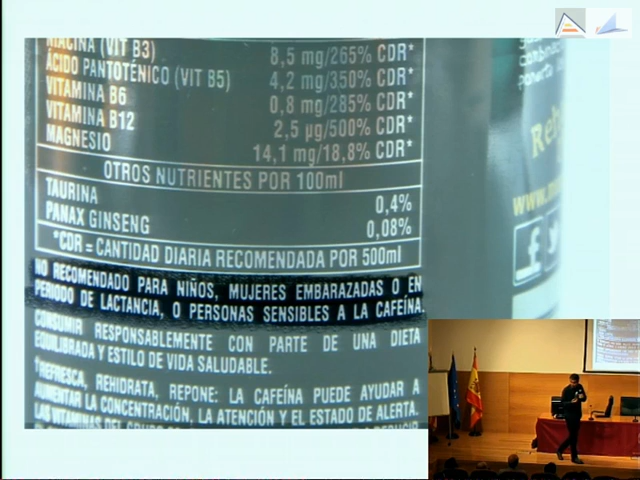 NIACINA (VIT B3) 8,5 mg/265% CDR*
ÁCIDO PANTOTÉNICO (VIT B5) 4,2 mg/350% CDR*
VITAMINA B6 0,8 mg/285% CDR*
VITAMINA B12 2,5 µg/500% CDR*
MAGNESIO 14,1 mg/18,8% CDR*
OTROS NUTRIENTES POR 100ml
TAURINA 0,4%
PANAX GINSENG 0,08%
*CDR = CANTIDAD DIARIA RECOMENDADA POR 500ml
NO RECOMENDADO PARA NIÑOS, MUJERES EMBARAZADAS O EN
PERIODO DE LACTANCIA, O PERSONAS SENSIBLES A LA CAFEÍNA.
CONSUMIR RESPONSABLEMENTE CON PARTE DE UNA DIETA
EQUILIBRADA Y ESTILO DE VIDA SALUDABLE.
*REFRESCA, REHIDRATA, REPONE: LA CAFEÍNA PUEDE AYUDAR A
AUMENTAR LA CONCENTRACIÓN, LA ATENCIÓN Y EL ESTADO DE ALERTA.
LAS VITAMINAS DEL
Reh
www.m
f